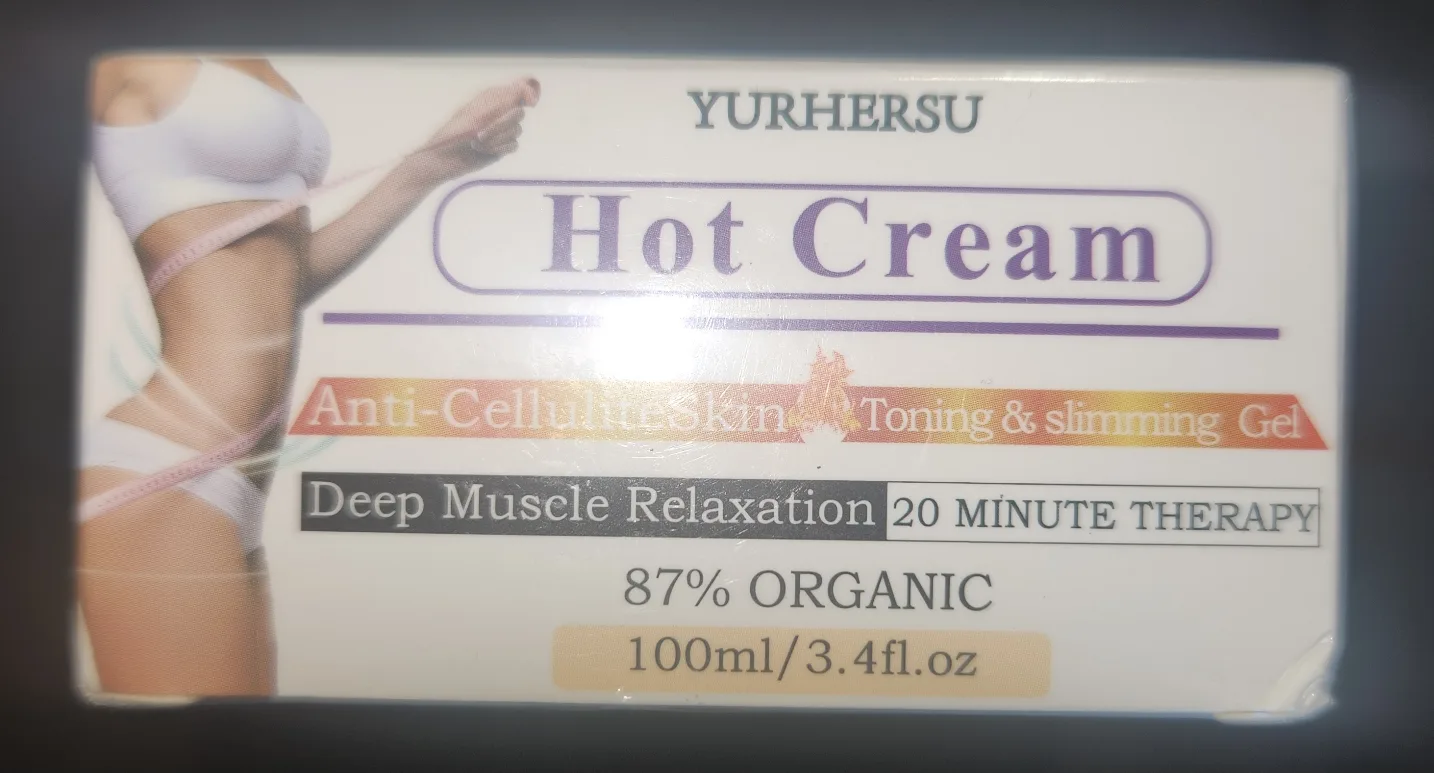 YURHERSU
Hot Cream
Anti-CelluliteSkin Toning & slimming Gel
Deep Muscle Relaxation 20 MINUTE THERAPY
87% ORGANIC
100ml/3.4fl.oz